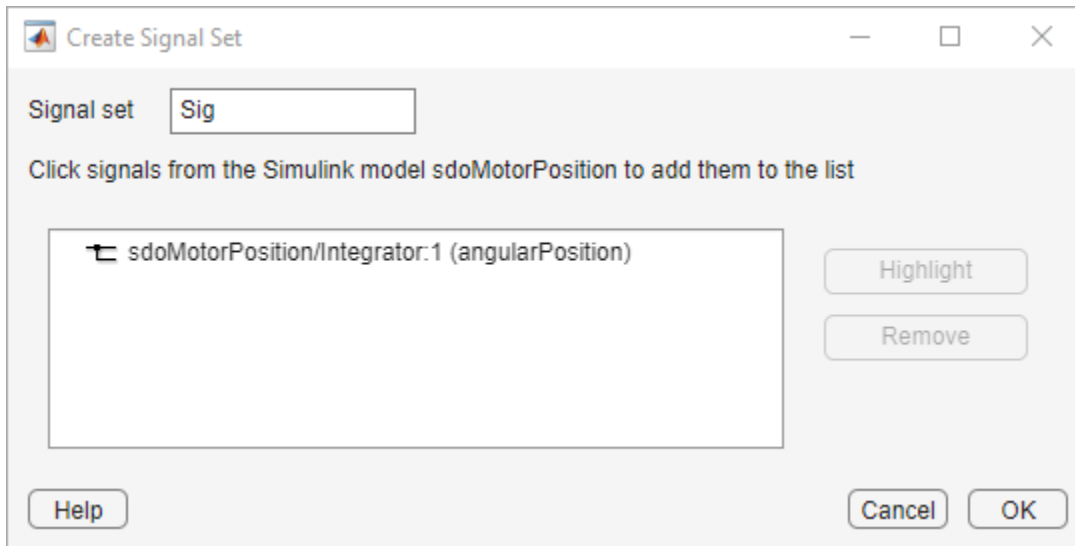 Create Signal Set
Signal set Sig
Click signals from the Simulink model sdoMotorPosition to add them to the list
sdoMotorPosition/Integrator:1 (angularPosition)
Highlight
Remove
Help Cancel OK